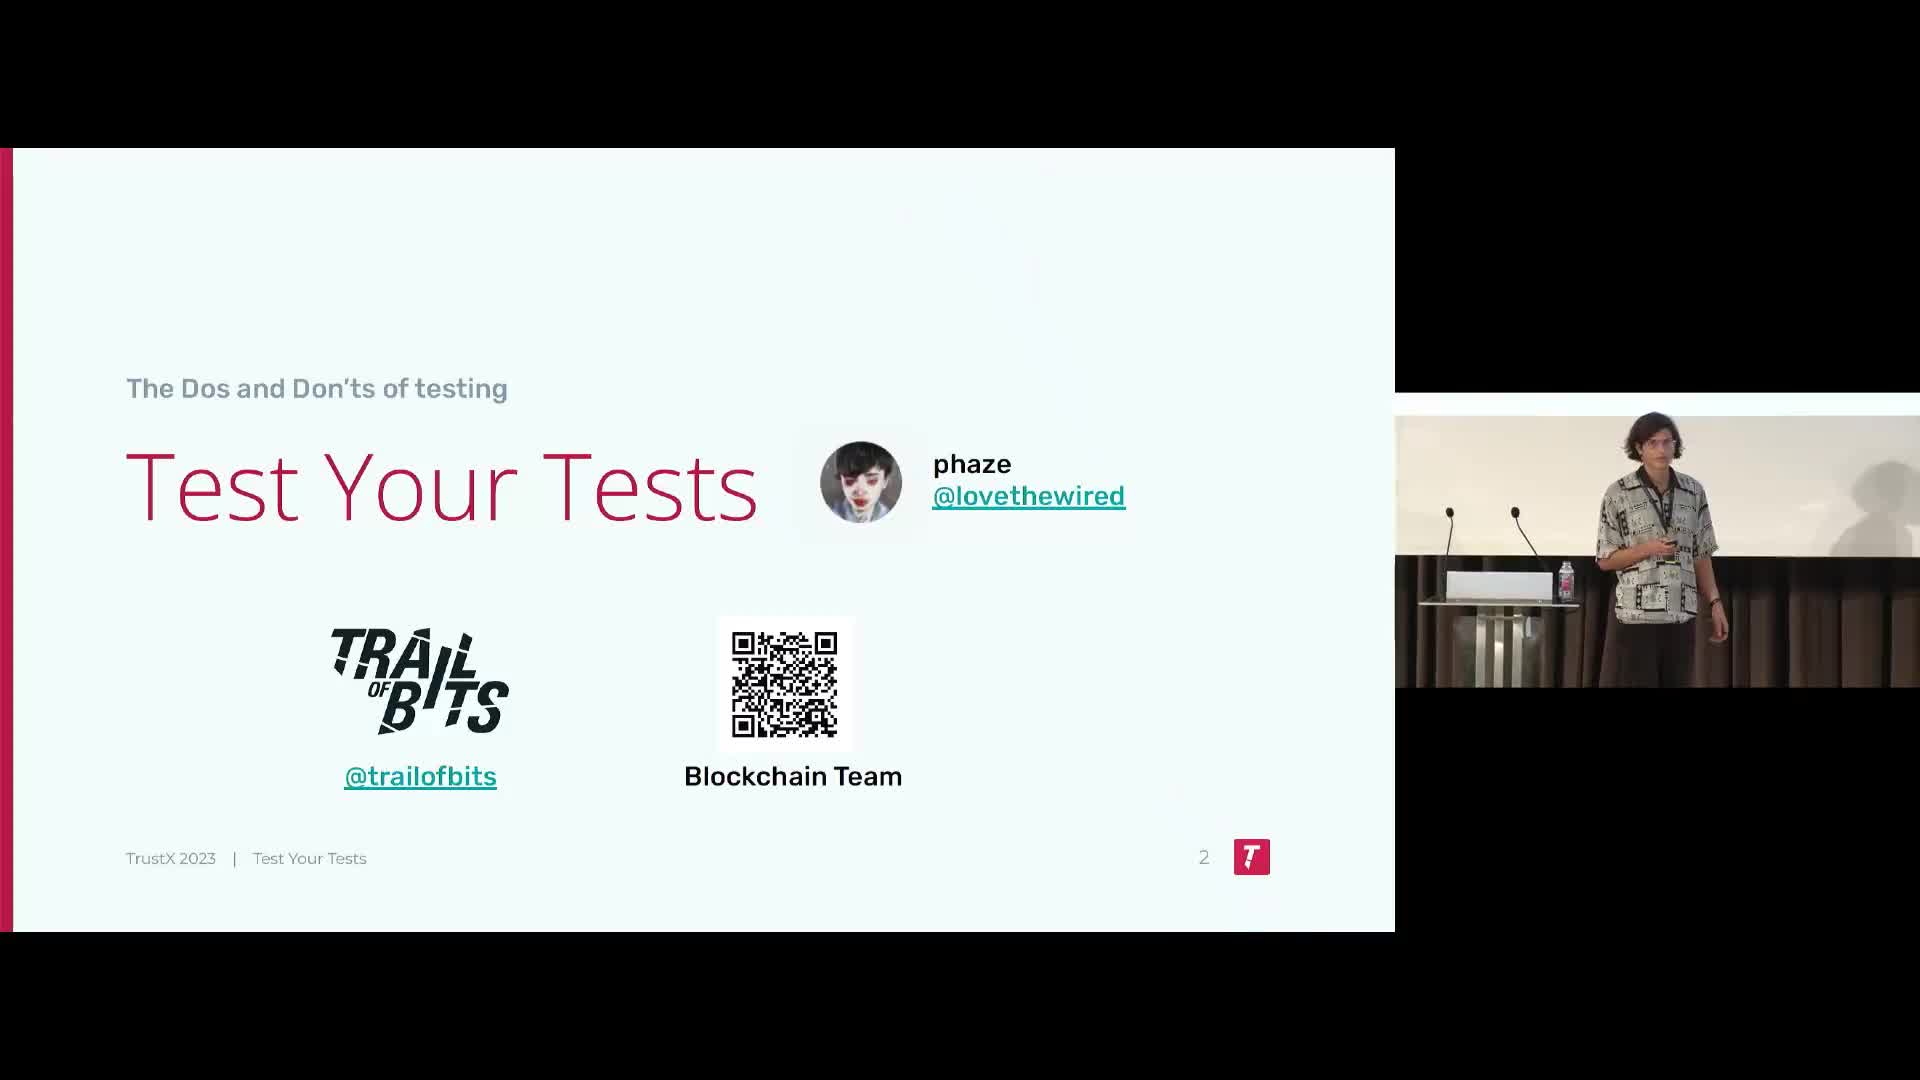 The Dos and Don'ts of testing
Test Your Tests
phaze
@lovethewired
TRAIL
OF
BITS
@trailofbits
Blockchain Team
TrustX 2023 | Test Your Tests
2
T